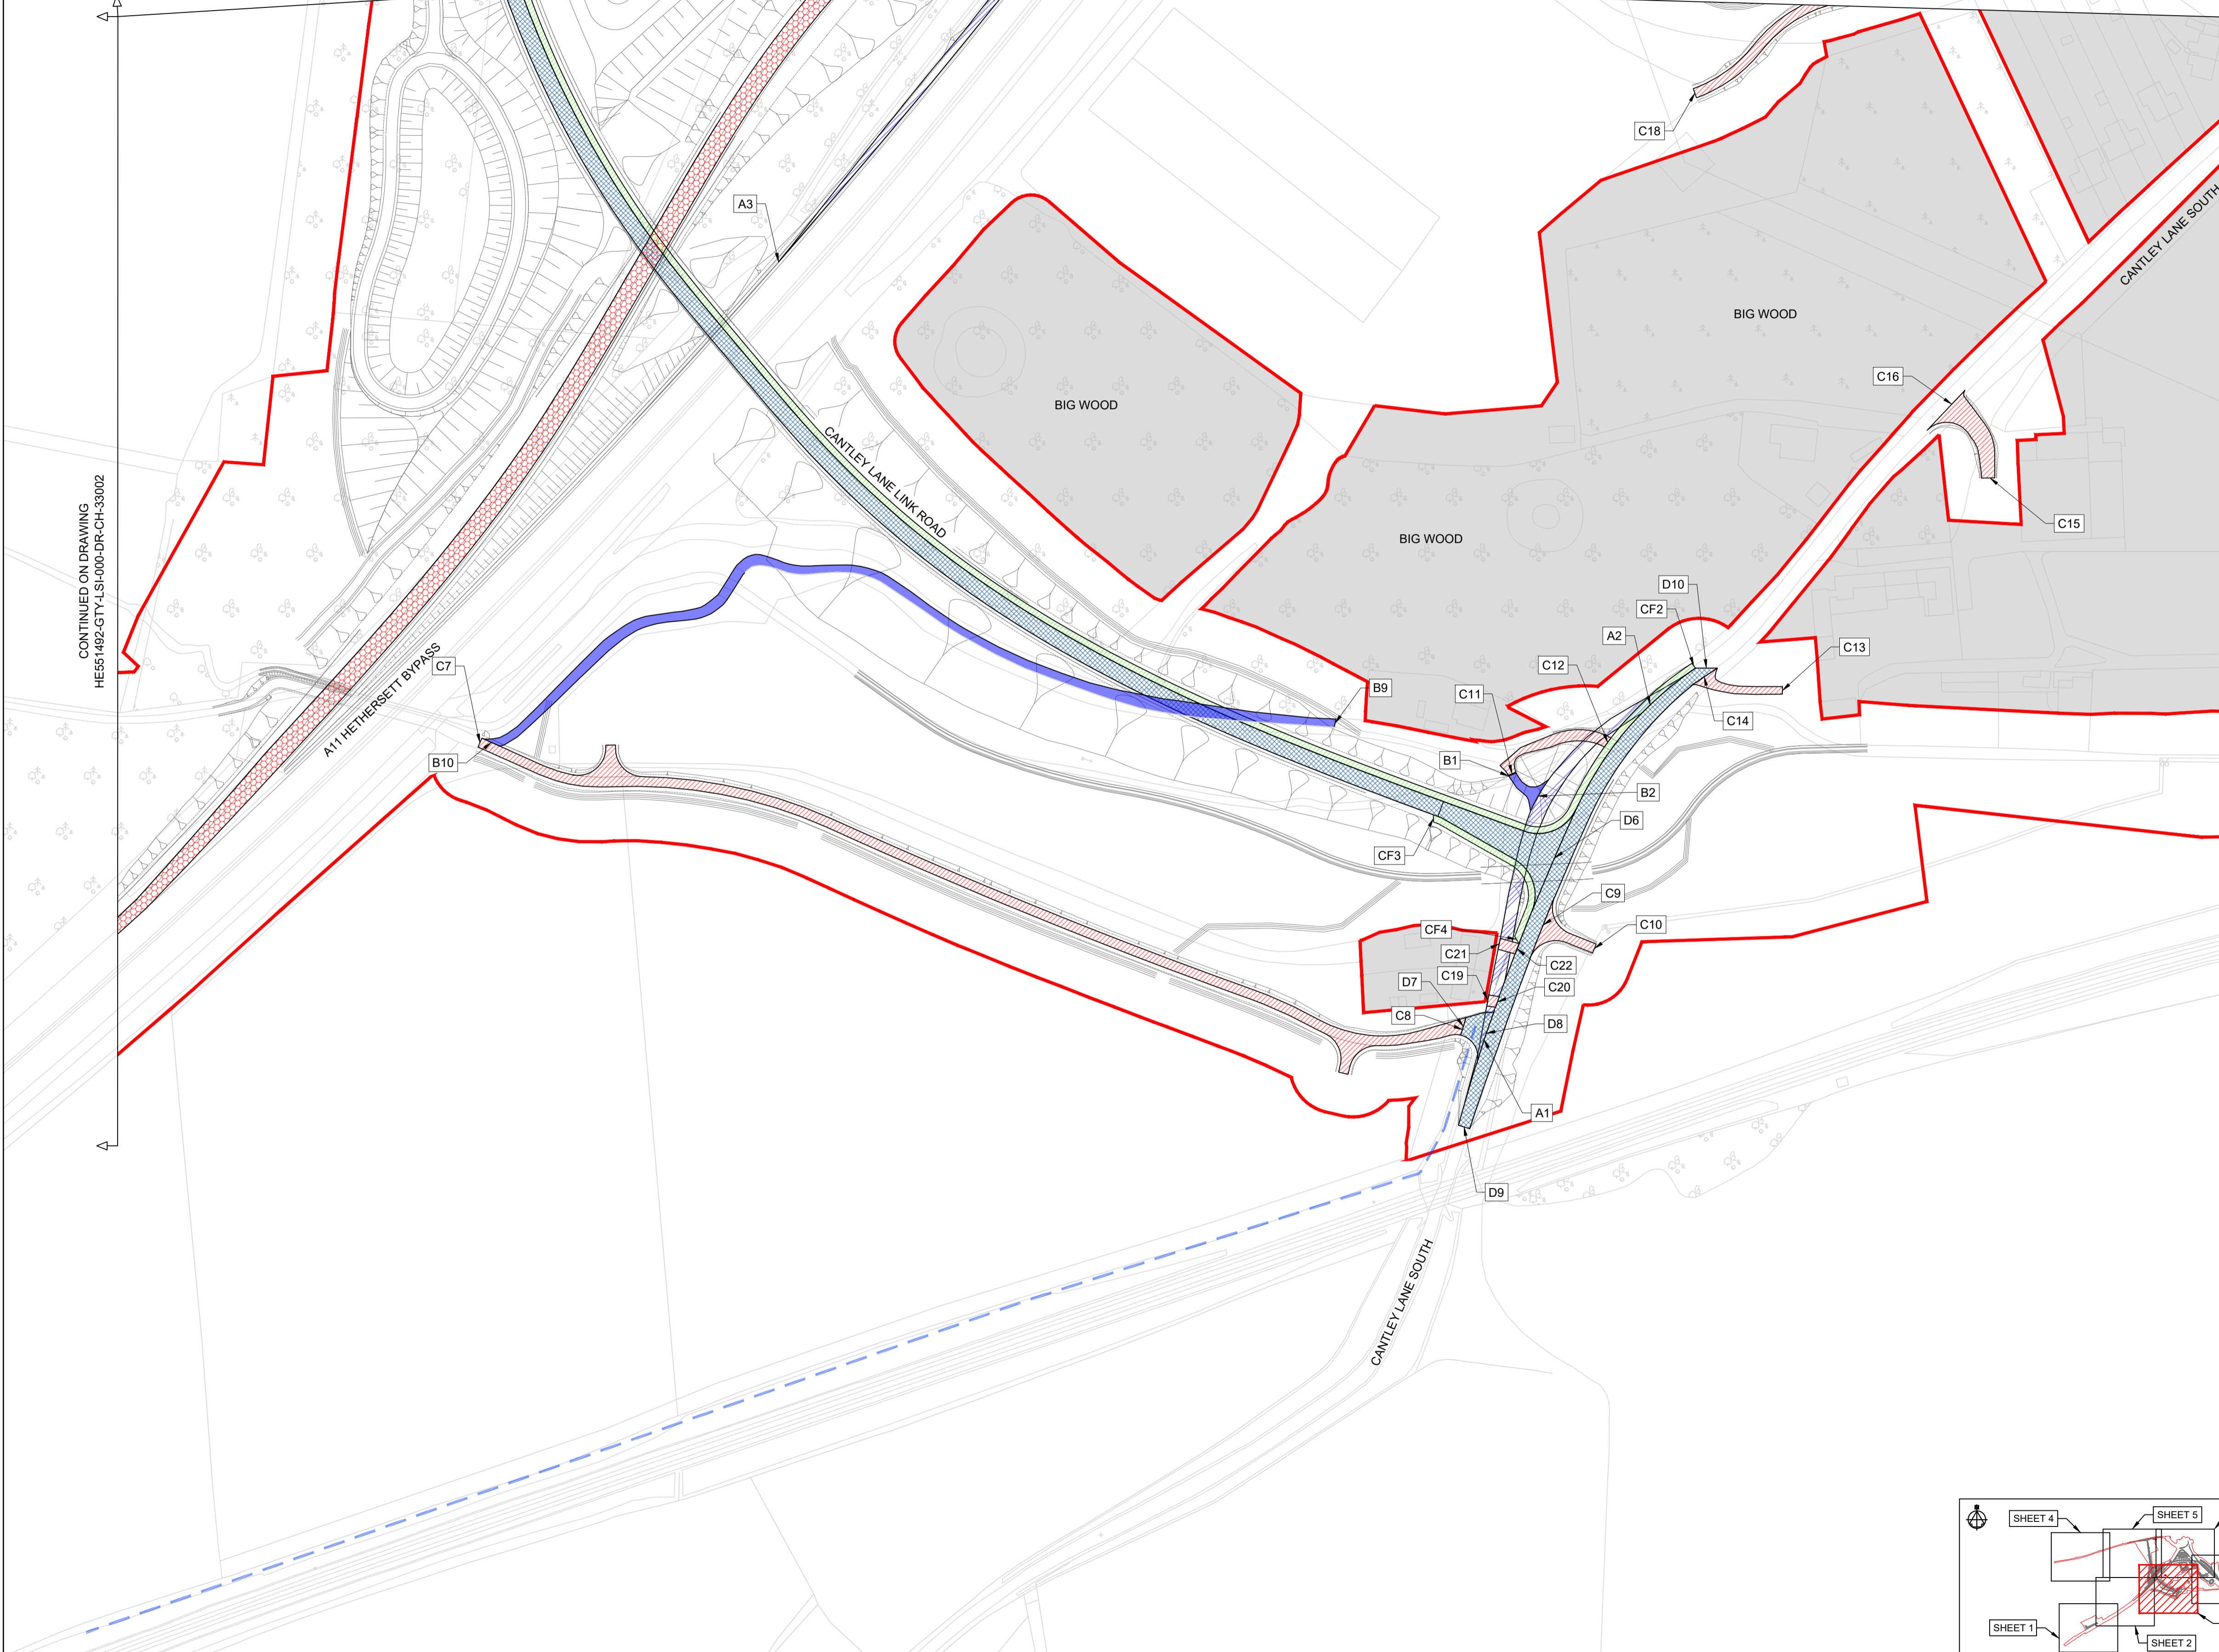 C18
A3
CANTLEY LANE SOUTH
BIG WOOD
C16
BIG WOOD
CANTLEY LANE LINK ROAD
C15
BIG WOOD
CONTINUED ON DRAWING
HE551492-GTY-LSI-000-DR-CH-33002
D10
CF2
A2
C13
C12
A11 HETHERSETT BYPASS
C7
B9
C11
C14
B10
B1
B2
D6
CF3
C9
C10
CF4
C21
C22
C19
D7
C20
C8
D8
A1
D9
CANTLEY LANE SOUTH
SHEET 4
SHEET 5
SHEET 1
SHEET 2